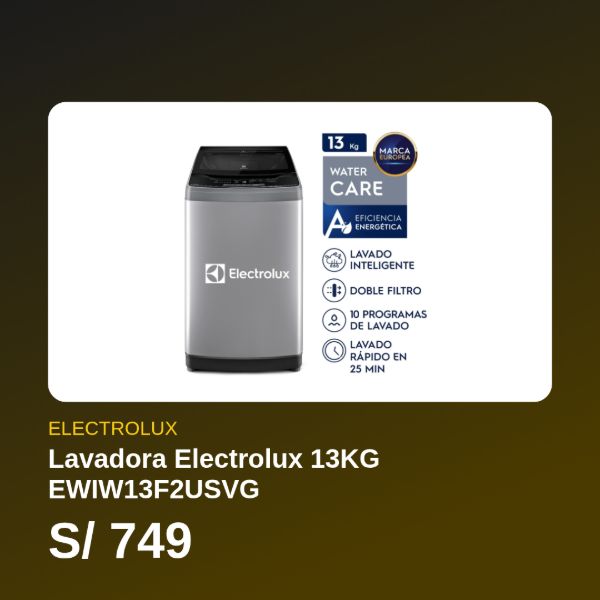 13 Kg
MARCA
EUROPEA
WATER
CARE
A
EFICIENCIA
ENERGÉTICA
Electrolux
LAVADO
INTELIGENTE
DOBLE FILTRO
10 PROGRAMAS
DE LAVADO
LAVADO
RÁPIDO EN
25 MIN
ELECTROLUX
Lavadora Electrolux 13KG
EWIW13F2USVG
S/ 749